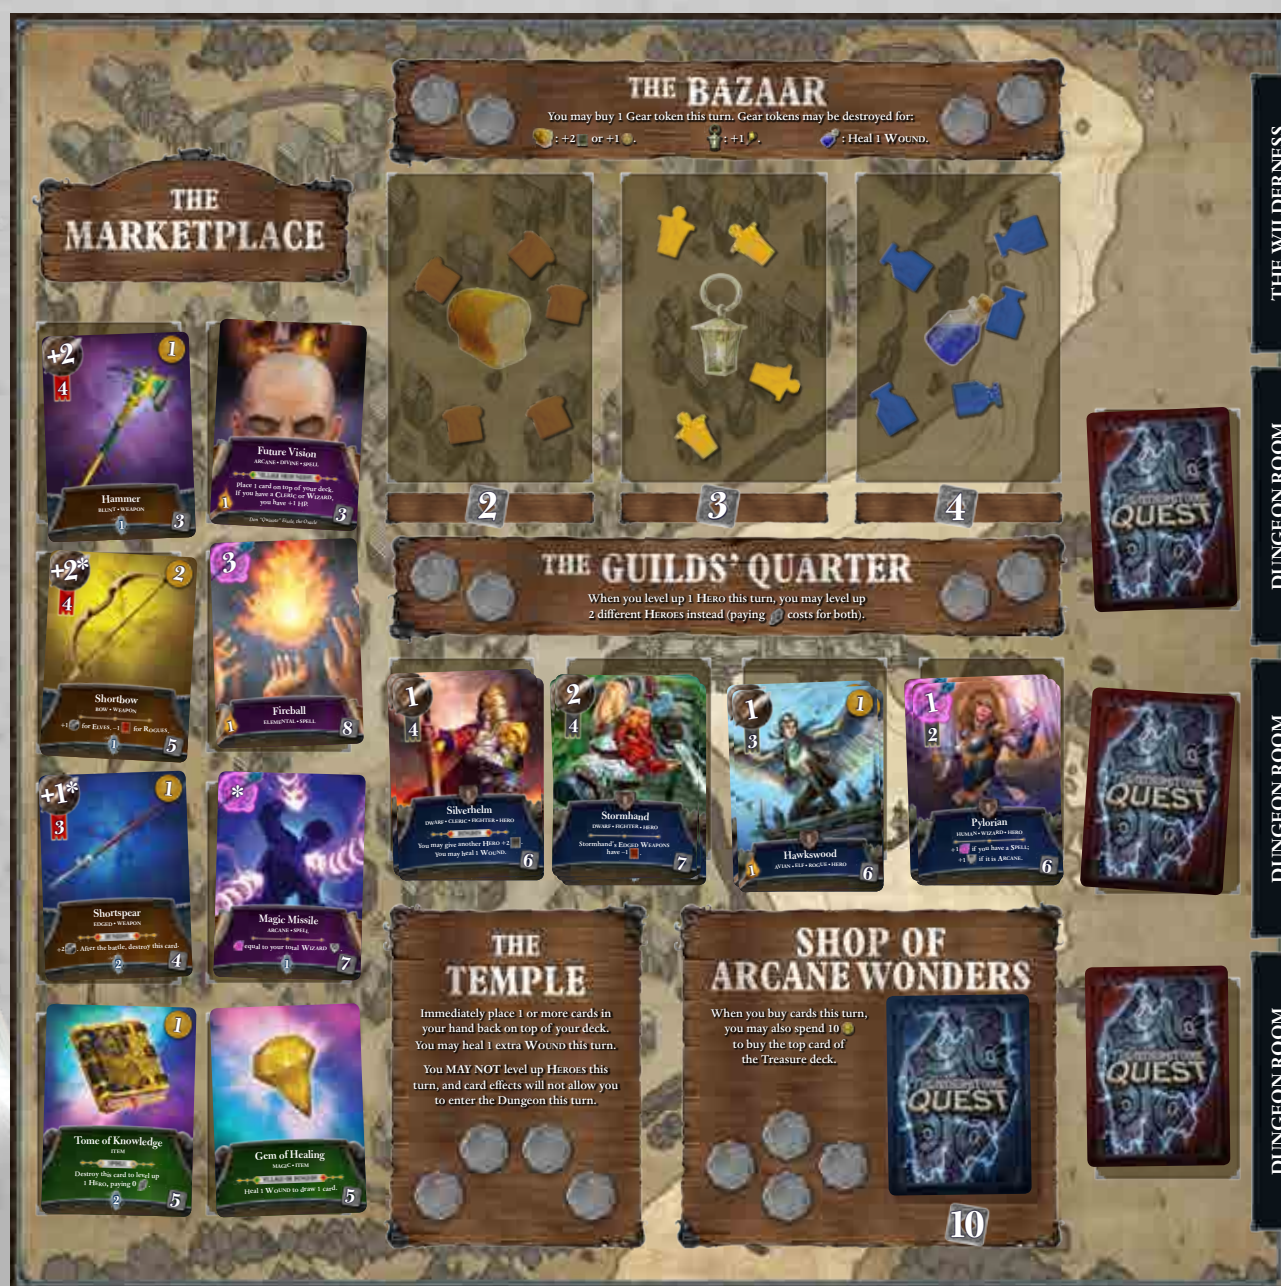 THE BAZAAR
You may buy 1 Gear token this turn. Gear tokens may be destroyed for:
: +2 or +1 .
: +1 .
: Heal 1 WOUND.
THE
MARKETPLACE
2
3
4
+2
1
4
Hammer
BLUNT • WEAPON
1
3
Future Vision
ARCANE • DIVINE • SPELL
Place 1 card on top of your deck.
If you have a CLERIC or WIZARD,
you have +1 HP.
1
3
+2*
2
4
Shortbow
BOW • WEAPON
+1 for ELVES, −1 for ROGUES.
1
5
3
Fireball
ELEMENTAL • SPELL
1
8
+1*
1
3
Shortspear
EDGED • WEAPON
+2 . After the battle, destroy this card.
2
4
*
Magic Missile
ARCANE • SPELL
equal to your total WIZARD .
1
7
1
Tome of Knowledge
ITEM
Destroy this card to level up
1 HERO, paying 0 .
2
5
Gem of Healing
MAGIC • ITEM
VILLAGE OR DUNGEON
Heal 1 WOUND to draw 1 card.
5
THE GUILDS' QUARTER
When you level up 1 HERO this turn, you may level up
2 different HEROES instead (paying costs for both).
1
4
Silverhelm
DWARF • CLERIC • FIGHTER • HERO
You may give another HERO +2 .
You may heal 1 WOUND.
6
2
4
Stormhand
DWARF • FIGHTER • HERO
Stormhand's EDGED WEAPONS
have −1 .
7
1
1
3
Hawkswood
AVIAN • ELF • ROGUE • HERO
1
6
1
2
Pylorian
HUMAN • WIZARD • HERO
+1 if you have a SPELL;
+1 if it is ARCANE.
6
THE
TEMPLE
Immediately place 1 or more cards in
your hand back on top of your deck.
You may heal 1 extra WOUND this turn.
You MAY NOT level up HEROES this
turn, and card effects will not allow you
to enter the Dungeon this turn.
SHOP OF
ARCANE WONDERS
When you buy cards this turn,
you may also spend 10
to buy the top card of
the Treasure deck.
QUEST
10
QUEST
QUEST
QUEST
THE WILDERNESS
DUNGEON ROOM
DUNGEON ROOM
DUNGEON ROOM